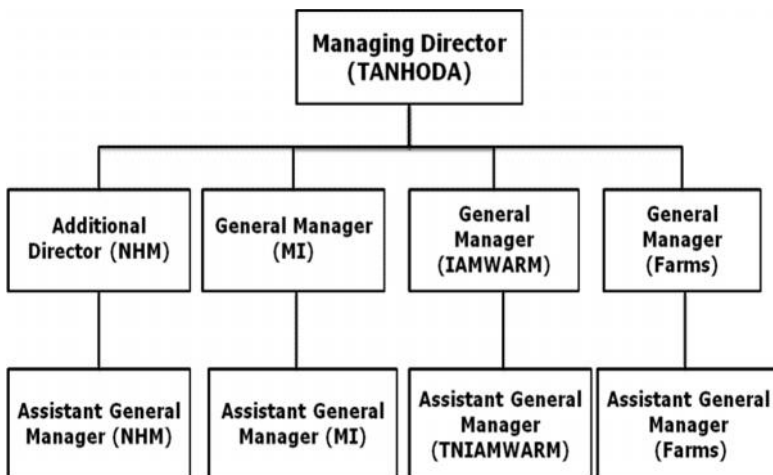 Managing Director
(TANHODA)
Additional
Director (NHM)
General Manager
(MI)
General
Manager
(IAMWARM)
General
Manager
(Farms)
Assistant General
Manager (NHM)
Assistant General
Manager (MI)
Assistant General
Manager
(TNIAMWARM)
Assistant General
Manager
(Farms)